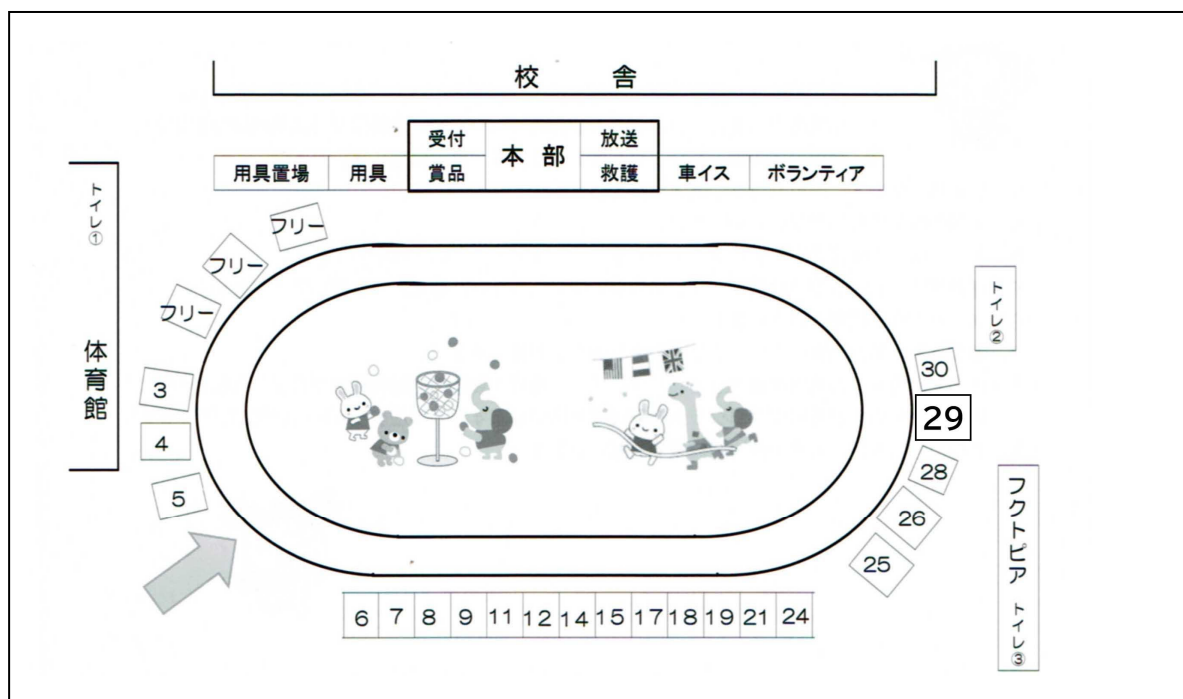 校 舎
受付
本 部
放送
用具置場
用具
賞品
救護
車イス
ボランティア
トイレ①
体育館
フリー
フリー
フリー
トイレ②
3
4
5
30
29
28
26
25
フクトピア トイレ③
6 7 8 9 11 12 14 15 17 18 19 21 24